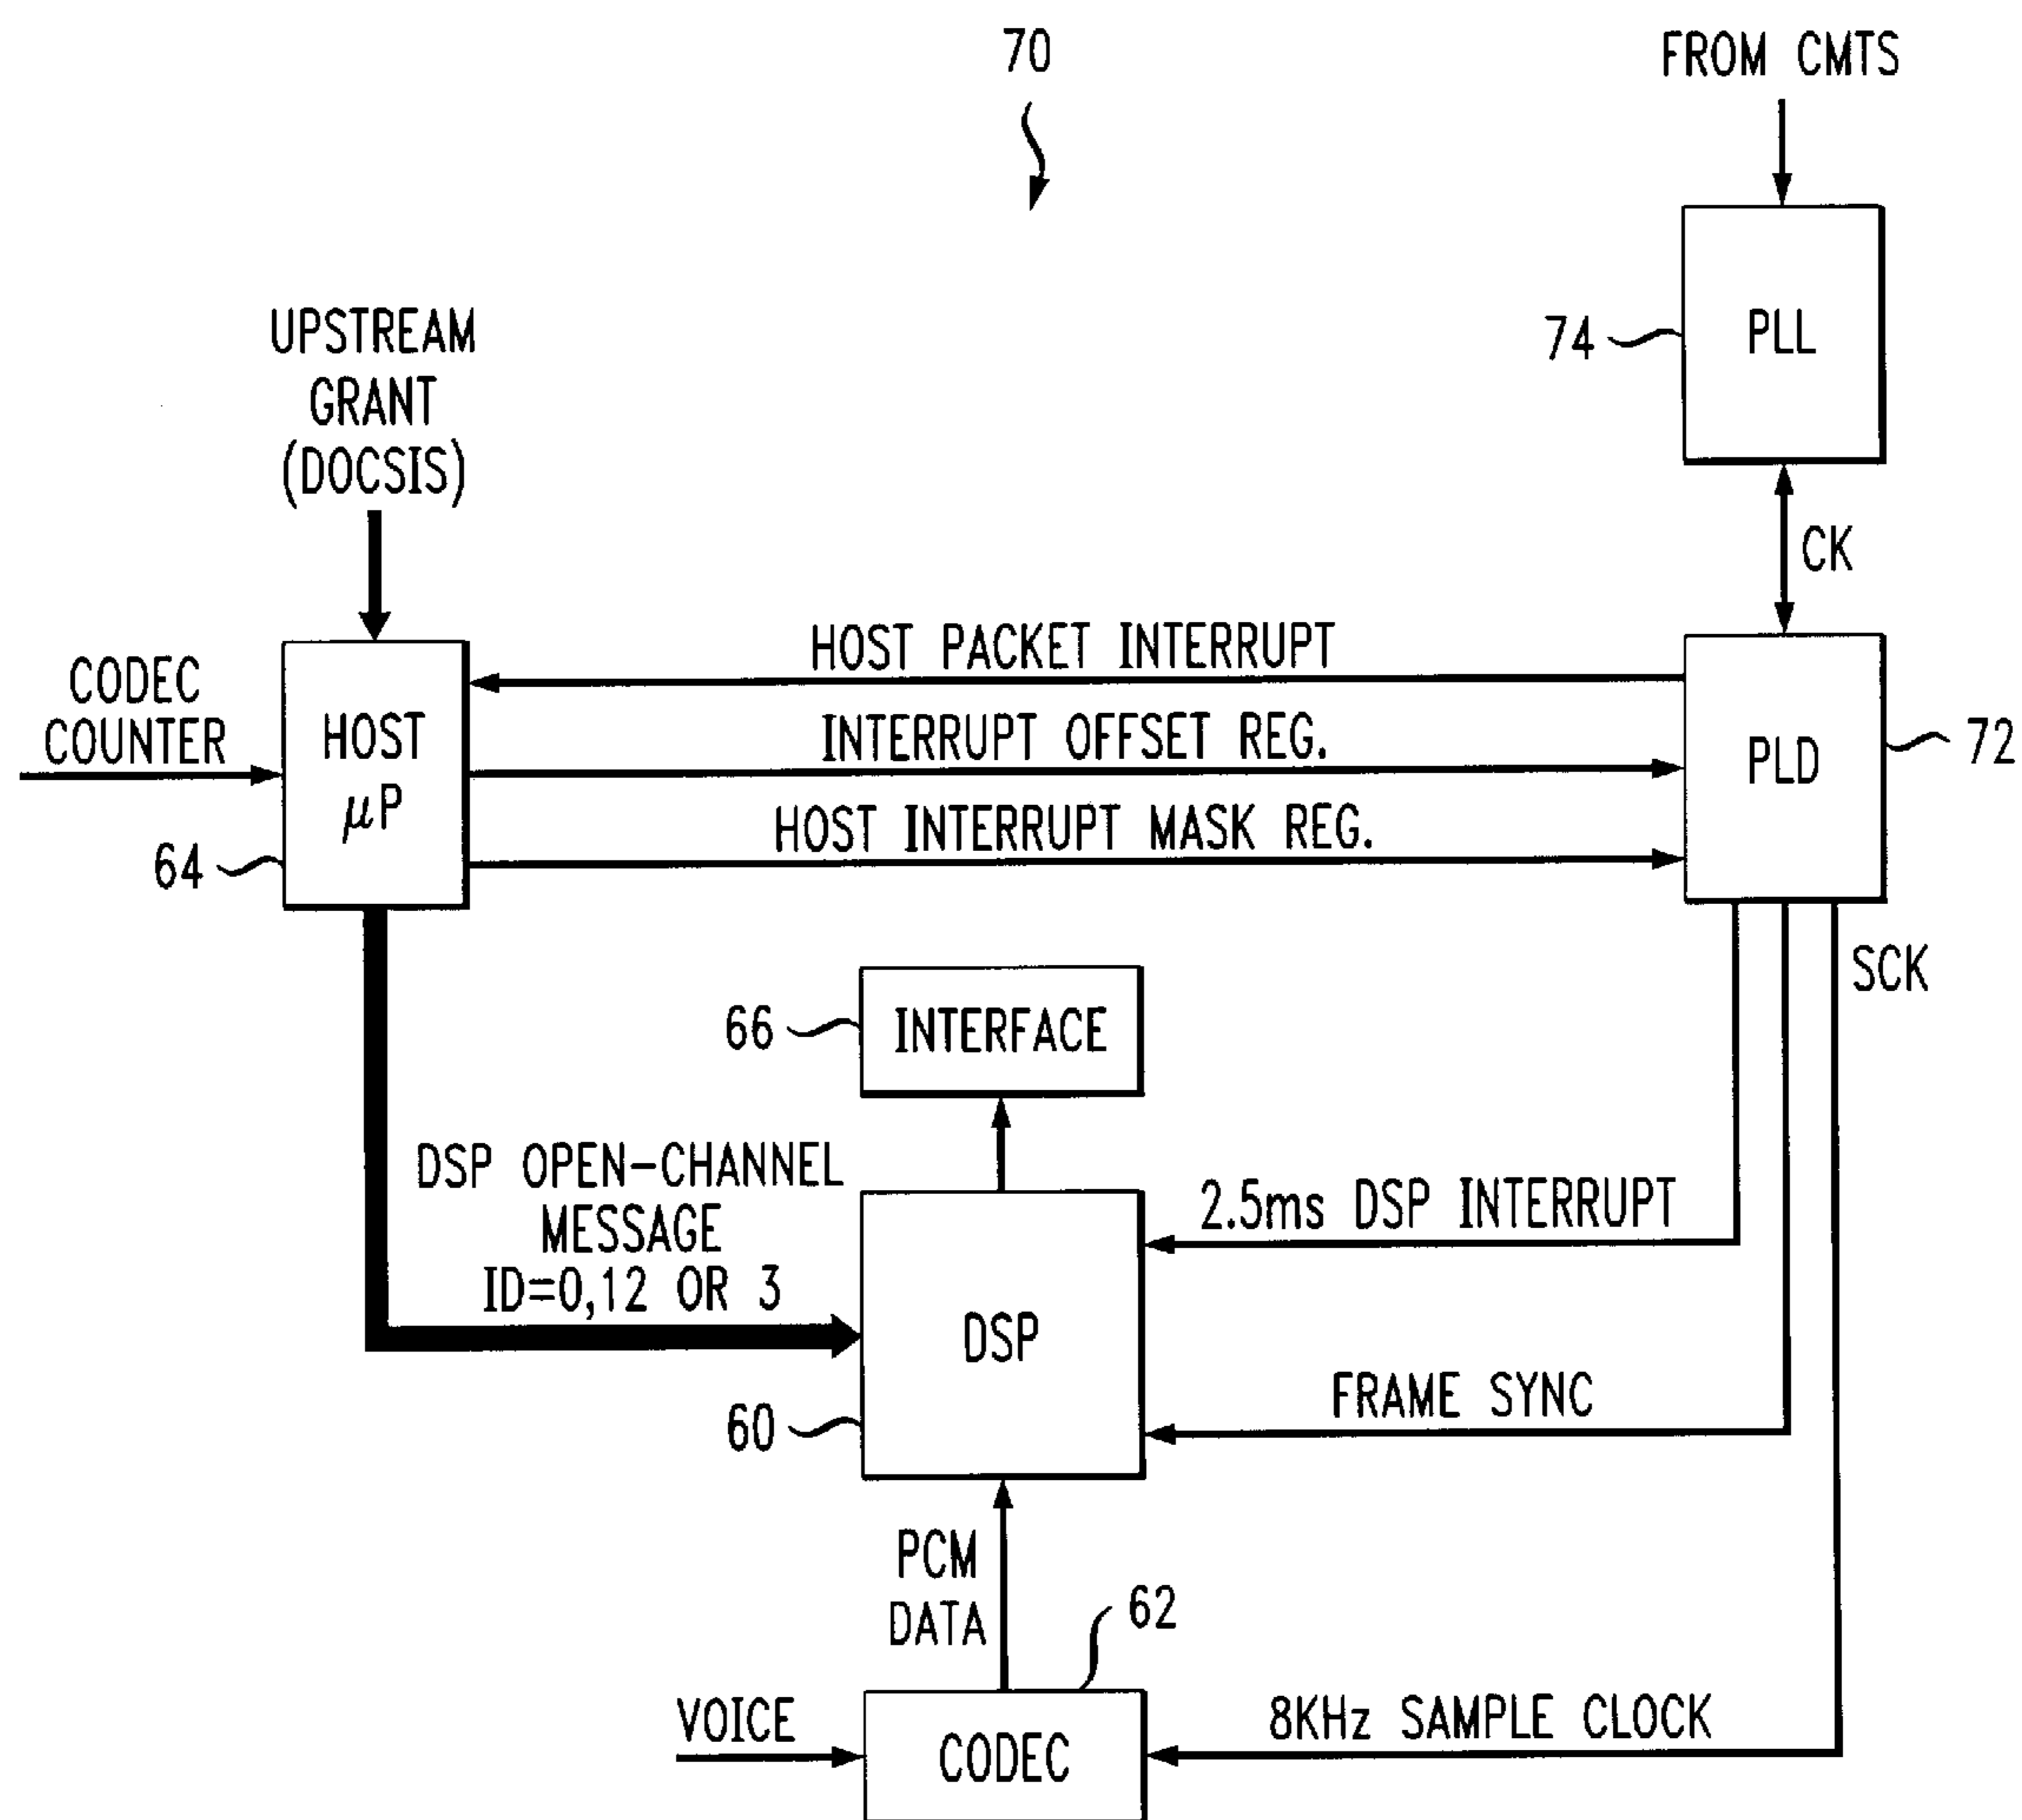 70
FROM CMTS
74
PLL
UPSTREAM
GRANT
(DOCSIS)
CK
CODEC
COUNTER
HOST
μP
64
HOST PACKET INTERRUPT
INTERRUPT OFFSET REG.
HOST INTERRUPT MASK REG.
PLD
72
SCK
66
INTERFACE
DSP OPEN-CHANNEL
MESSAGE
ID=0,12 OR 3
2.5ms DSP INTERRUPT
DSP
60
FRAME SYNC
PCM
DATA
62
VOICE
CODEC
8KHz SAMPLE CLOCK